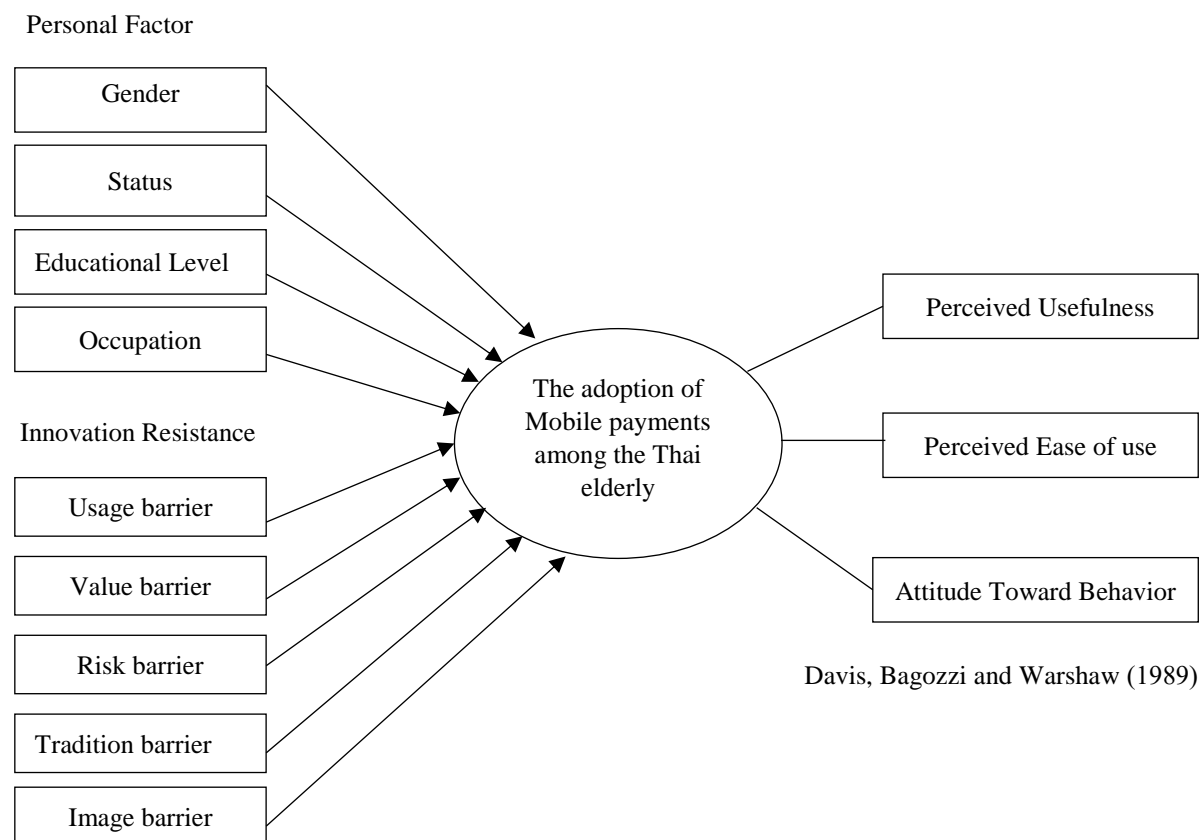 Personal Factor
Gender
Status
Educational Level
Occupation
Innovation Resistance
Usage barrier
Value barrier
Risk barrier
Tradition barrier
Image barrier
The adoption of
Mobile payments
among the Thai
elderly
Perceived Usefulness
Perceived Ease of use
Attitude Toward Behavior
Davis, Bagozzi and Warshaw (1989)